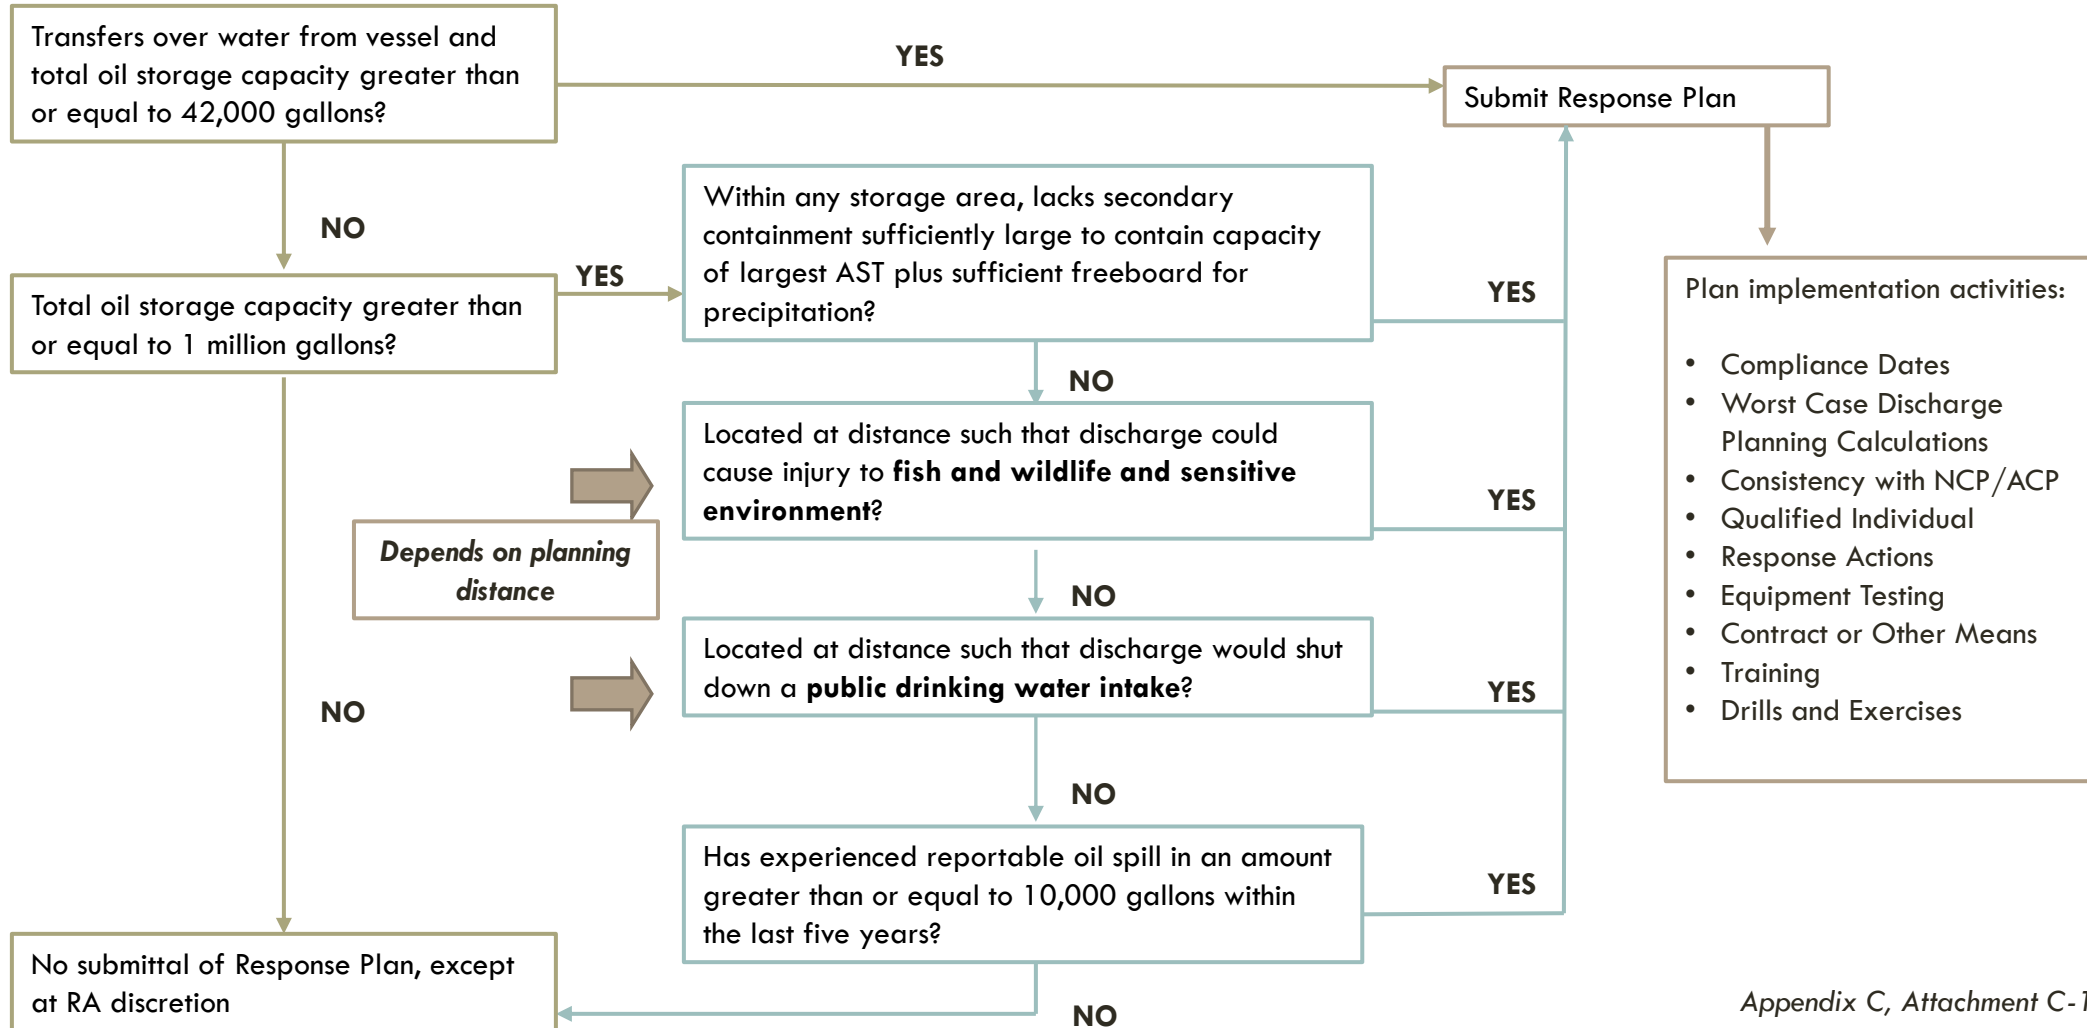 Transfers over water from vessel and
total oil storage capacity greater than
or equal to 42,000 gallons?
YES
Submit Response Plan
NO
Total oil storage capacity greater than
or equal to 1 million gallons?
YES
Within any storage area, lacks secondary
containment sufficiently large to contain capacity
of largest AST plus sufficient freeboard for
precipitation?
YES
NO
Located at distance such that discharge could
cause injury to fish and wildlife and sensitive
environment?
YES
Depends on planning
distance
NO
Located at distance such that discharge would shut
down a public drinking water intake?
YES
NO
NO
Has experienced reportable oil spill in an amount
greater than or equal to 10,000 gallons within
the last five years?
YES
NO
No submittal of Response Plan, except
at RA discretion
Plan implementation activities:
• Compliance Dates
• Worst Case Discharge
Planning Calculations
• Consistency with NCP/ACP
• Qualified Individual
• Response Actions
• Equipment Testing
• Contract or Other Means
• Training
• Drills and Exercises
Appendix C, Attachment C-1